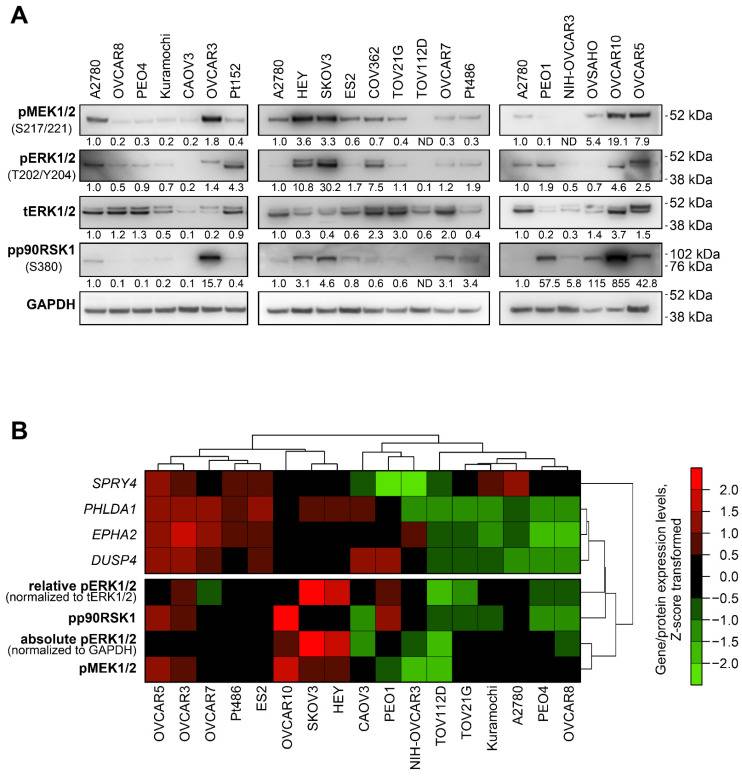 A
A2780 OVCAR8 PEO4 Kuramochi CAOV3 OVCAR3 Pt152 A2780 HEY SKOV3 ES2 COV362 TOV21G TOV112D OVCAR7 Pt486 A2780 PEO1 NIH-OVCAR3 OVSAHO OVCAR10 OVCAR5
pMEK1/2 -52 kDa
(S217/221)
1.0 0.2 0.3 0.2 0.2 1.8 0.4 1.0 3.6 3.3 0.6 0.7 0.4 ND 0.3 0.3 1.0 0.1 ND 5.4 19.1 7.9
pERK1/2 -52 kDa
(T202/Y204) -38 kDa
1.0 0.5 0.9 0.7 0.2 1.4 4.3 1.0 10.8 30.2 1.7 7.5 1.1 0.1 1.2 1.9 1.0 1.9 0.5 0.7 4.6 2.5
tERK1/2 -52 kDa
-38 kDa
1.0 1.2 1.3 0.5 0.1 0.2 0.9 1.0 0.3 0.4 0.6 2.3 3.0 0.6 2.0 0.4 1.0 0.2 0.3 1.4 3.7 1.5
pp90RSK1 -102 kDa
(S380) -76 kDa
1.0 0.1 0.1 0.2 0.1 15.7 0.4 1.0 3.1 4.6 0.8 0.6 0.6 ND 3.1 3.4 1.0 57.5 5.8 115 855 42.8
GAPDH -52 kDa
-38 kDa
B
SPRY4
PHLDA1
EPHA2
DUSP4
relative pERK1/2
(normalized to tERK1/2)
pp90RSK1
absolute pERK1/2
(normalized to GAPDH)
pMEK1/2
OVCAR5 OVCAR3 OVCAR7 Pt486 ES2 OVCAR10 SKOV3 HEY CAOV3 PEO1 NIH-OVCAR3 TOV112D TOV21G Kuramochi A2780 PEO4 OVCAR8
Gene/protein expression levels,
Z-score transformed
2.0
1.5
1.0
0.5
0.0
-0.5
-1.0
-1.5
-2.0